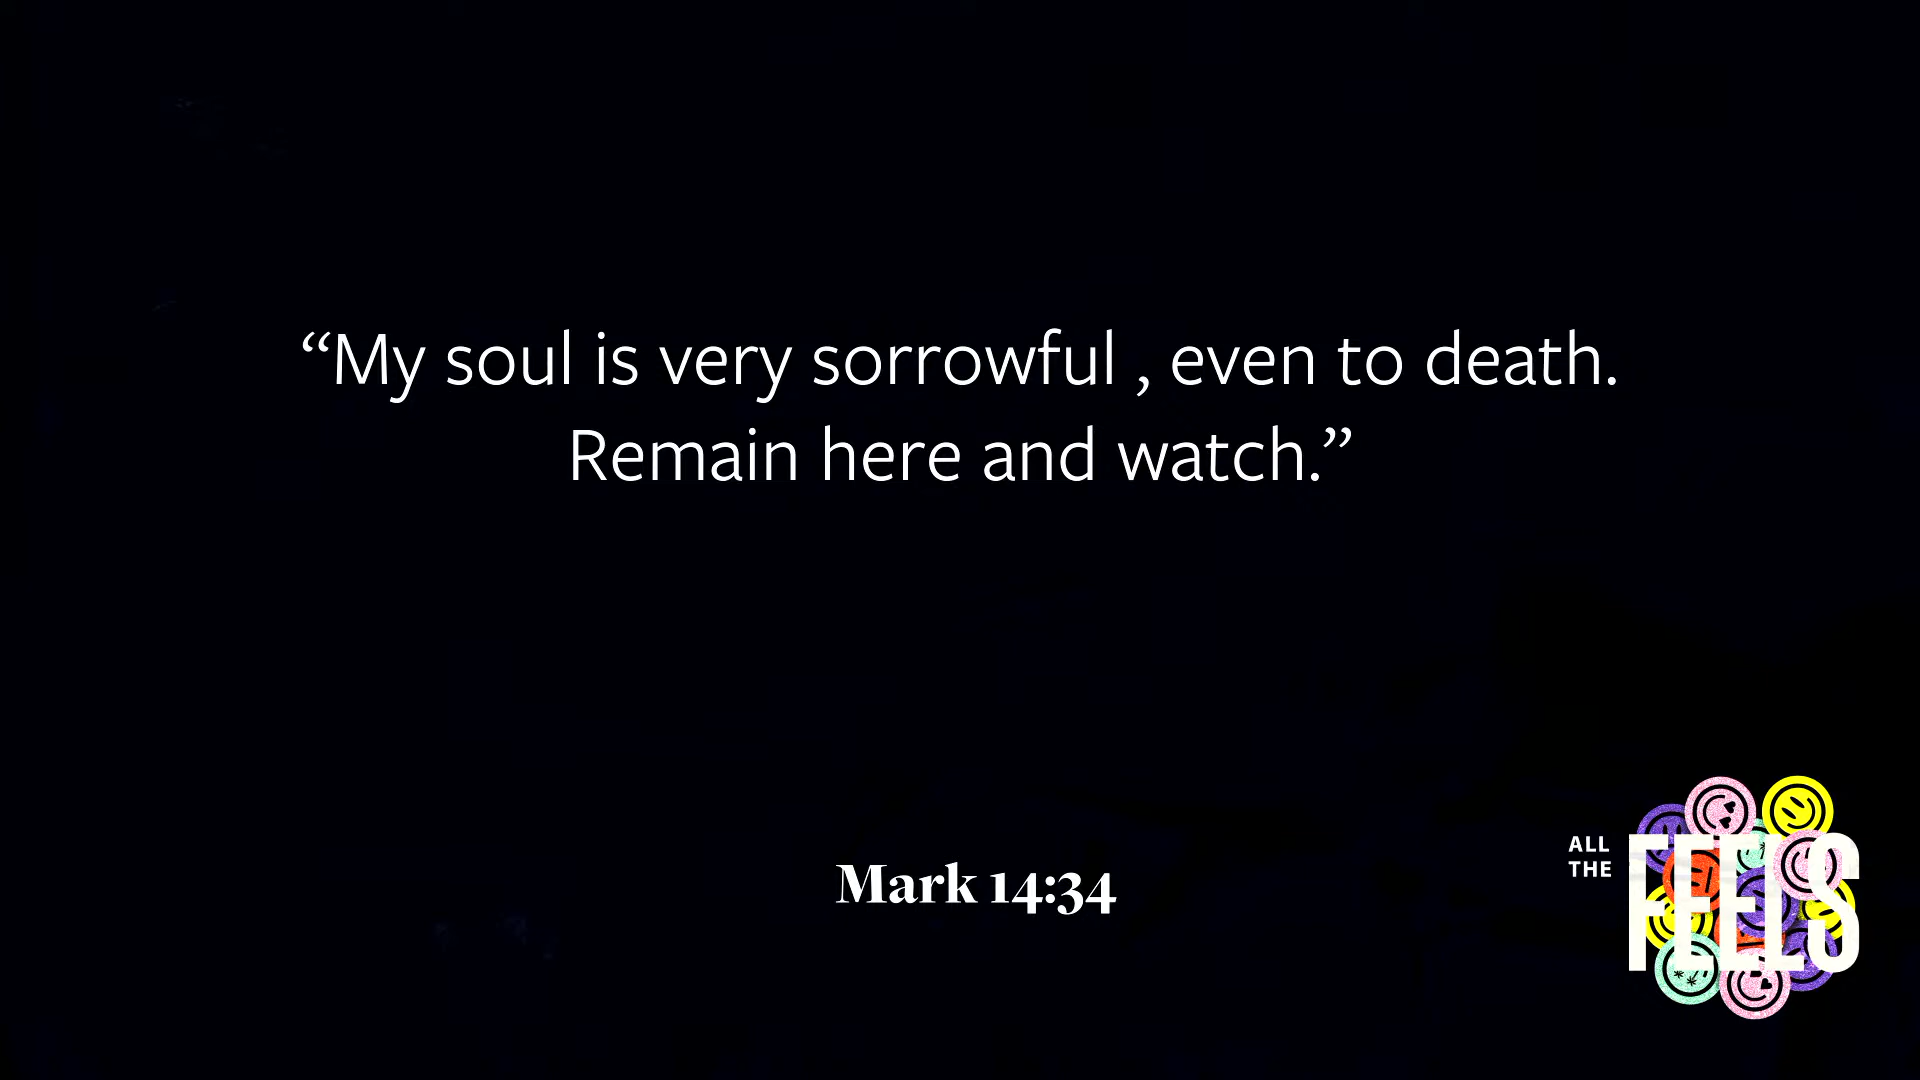 “My soul is very sorrowful , even to death.
Remain here and watch.”
Mark 14:34
ALL
THE
FEELS